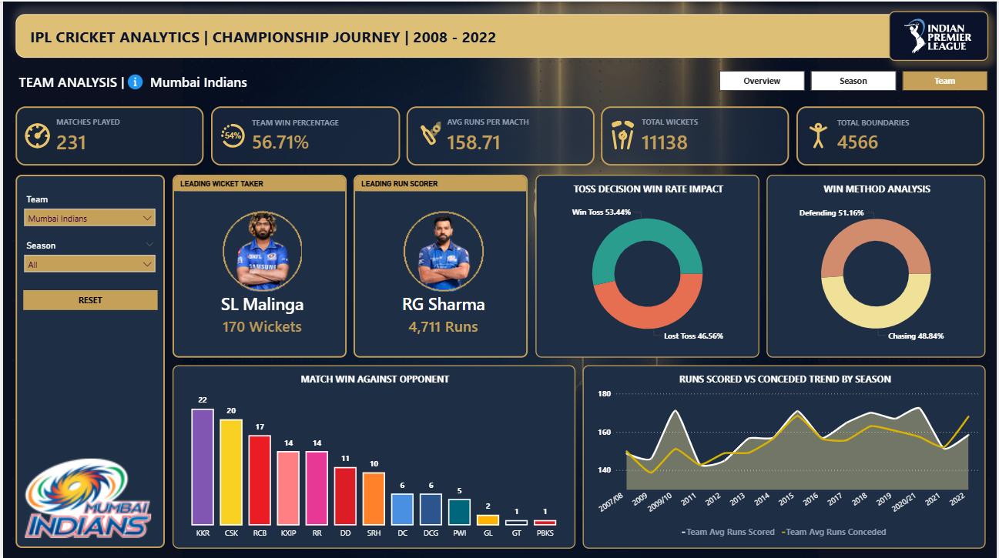 IPL CRICKET ANALYTICS | CHAMPIONSHIP JOURNEY | 2008 - 2022
INDIAN
PREMIER
LEAGUE
TEAM ANALYSIS | i Mumbai Indians
Overview
Season
Team
MATCHES PLAYED
231
54%
TEAM WIN PERCENTAGE
56.71%
AVG RUNS PER MACTH
158.71
TOTAL WICKETS
11138
TOTAL BOUNDARIES
4566
Team
Mumbai Indians
Season
All
RESET
MUMBAI
INDIANS
LEADING WICKET TAKER
SAMSUNG
SL Malinga
170 Wickets
LEADING RUN SCORER
RG Sharma
4,711 Runs
TOSS DECISION WIN RATE IMPACT
Win Toss 53.44%
Lost Toss 46.56%
WIN METHOD ANALYSIS
Defending 51.16%
Chasing 48.84%
MATCH WIN AGAINST OPPONENT
22 20 17 14 14 11 10 6 6 5 2 1 1
KKR CSK RCB KXIP RR DD SRH DC DCG PWI GL GT PBKS
RUNS SCORED VS CONCEDED TREND BY SEASON
180
160
140
2007/08 2009 2009/10 2011 2012 2013 2014 2015 2016 2017 2018 2019 2020/21 2021 2022
Team Avg Runs Scored Team Avg Runs Conceded